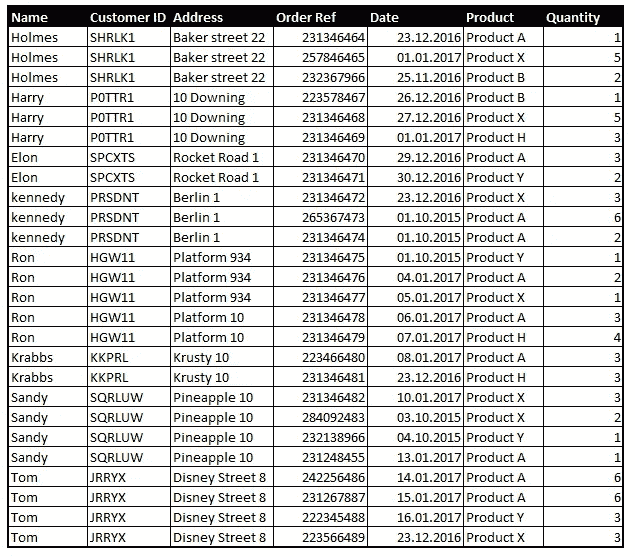 Name Customer ID Address Order Ref Date Product Quantity
Holmes SHRLK1 Baker street 22 231346464 23.12.2016 Product A 1
Holmes SHRLK1 Baker street 22 257846465 01.01.2017 Product X 5
Holmes SHRLK1 Baker street 22 232367966 25.11.2016 Product B 2
Harry P0TTR1 10 Downing 223578467 26.12.2016 Product B 1
Harry P0TTR1 10 Downing 231346468 27.12.2016 Product X 5
Harry P0TTR1 10 Downing 231346469 01.01.2017 Product H 3
Elon SPCXTS Rocket Road 1 231346470 29.12.2016 Product A 3
Elon SPCXTS Rocket Road 1 231346471 30.12.2016 Product Y 2
kennedy PRSDNT Berlin 1 231346472 23.12.2016 Product X 3
kennedy PRSDNT Berlin 1 265367473 01.10.2015 Product A 6
kennedy PRSDNT Berlin 1 231346474 01.10.2015 Product A 2
Ron HGW11 Platform 934 231346475 01.10.2015 Product Y 1
Ron HGW11 Platform 934 231346476 04.01.2017 Product A 2
Ron HGW11 Platform 934 231346477 05.01.2017 Product X 1
Ron HGW11 Platform 10 231346478 06.01.2017 Product A 3
Ron HGW11 Platform 10 231346479 07.01.2017 Product H 4
Krabbs KKPRL Krusty 10 223466480 08.01.2017 Product A 3
Krabbs KKPRL Krusty 10 231346481 23.12.2016 Product H 3
Sandy SQRLUW Pineapple 10 231346482 10.01.2017 Product X 3
Sandy SQRLUW Pineapple 10 284092483 03.10.2015 Product X 2
Sandy SQRLUW Pineapple 10 232138966 04.10.2015 Product Y 1
Sandy SQRLUW Pineapple 10 231248455 13.01.2017 Product A 1
Tom JRRYX Disney Street 8 242256486 14.01.2017 Product A 6
Tom JRRYX Disney Street 8 231267887 15.01.2017 Product A 6
Tom JRRYX Disney Street 8 222345488 16.01.2017 Product Y 3
Tom JRRYX Disney Street 8 223566489 23.12.2016 Product X 3